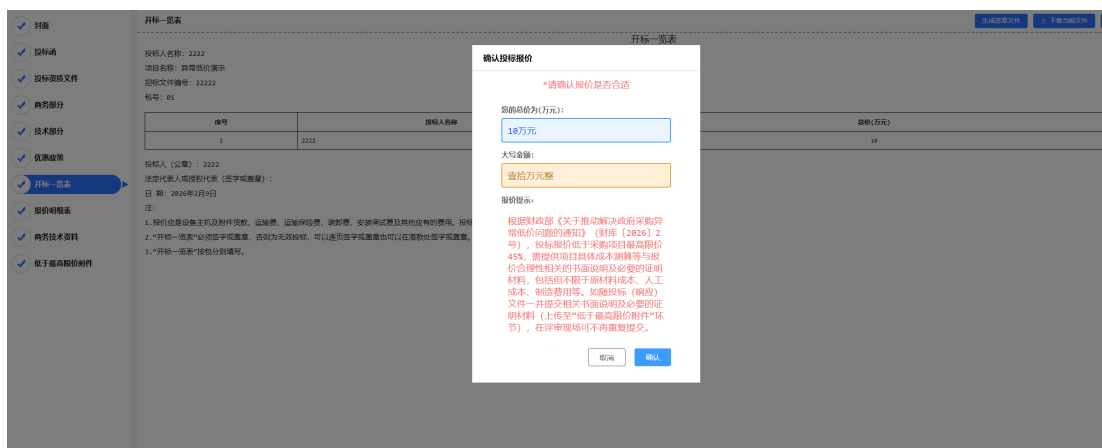 封面
投标函
投标资质文件
商务部分
技术部分
优惠政策
开标一览表
报价明细表
商务技术资料
低于最高限价附件
开标一览表
生成签章文件
下载当前文件
开标一览表
投标人名称: 2222
项目名称: 异常低价演示
招标文件编号: 22222
包号: 01
序号
投标人名称
总价(万元)
1
2222
10
投标人 (公章) : 2222
法定代表人或授权代表 (签字或盖章) :
日 期: 2026年2月9日
注:
1.报价应是设备主机及附件货款、运输费、运输保险费、装卸费、安装调试费及其他应有的费用。投标
2."开标一览表"必须签字或盖章, 否则为无效投标, 可以逐页签字或盖章也可以在落款处签字或盖章。
3."开标一览表"按包分别填写。
确认投标报价
*请确认报价是否合适
您的总价为(万元):
10万元
大写金额:
壹拾万元整
报价提示:
根据财政部《关于推动解决政府采购异
常低价问题的通知》（财库〔2026〕2
号）, 投标报价低于采购项目最高限价
45%, 需提供项目具体成本测算等与报
价合理性相关的书面说明及必要的证明
材料, 包括但不限于原材料成本、人工
成本、制造费用等。如随投标（响应）
文件一并提交相关书面说明及必要的证
明材料（上传至"低于最高限价附件"环
节）, 在评审现场可不再重复提交。
取消
确认